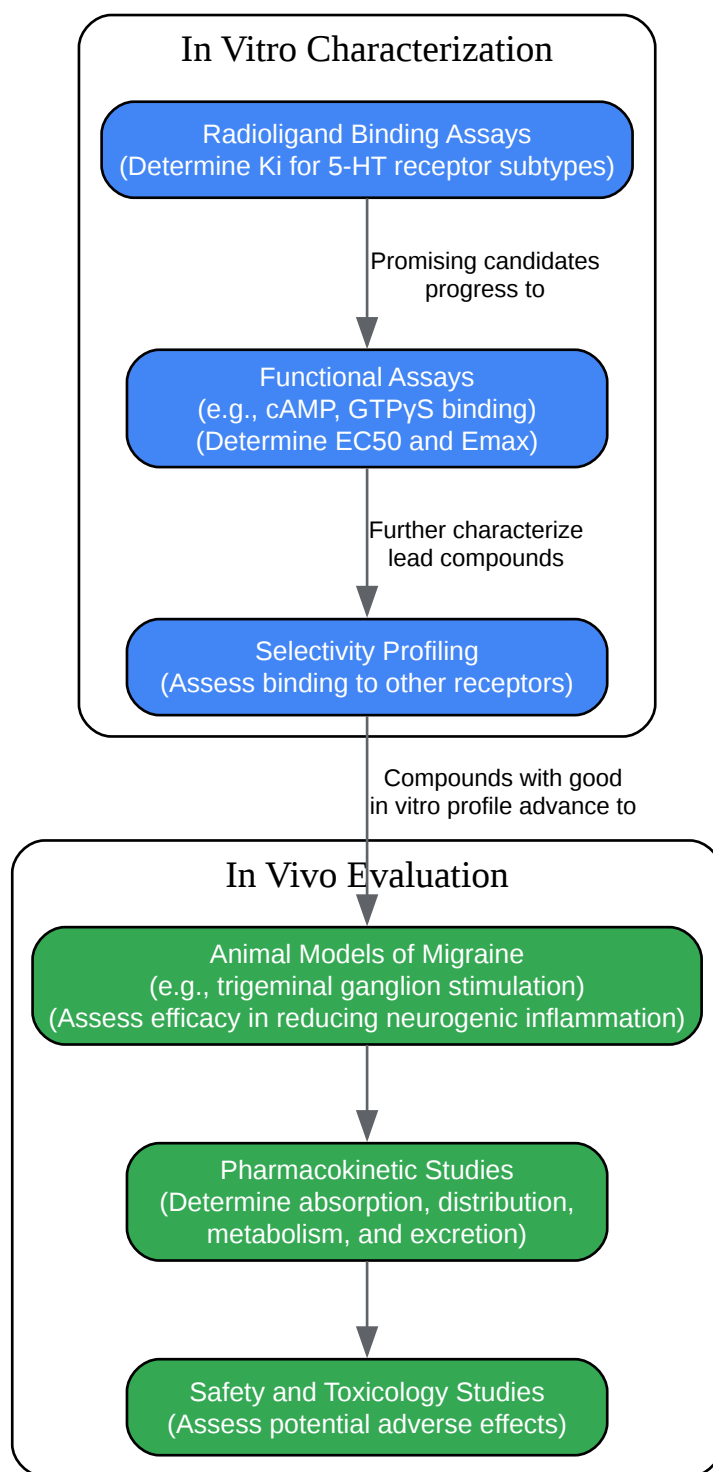 In Vitro Characterization
Radioligand Binding Assays
(Determine Ki for 5-HT receptor subtypes)
Promising candidates
progress to
Functional Assays
(e.g., cAMP, GTPγS binding)
(Determine EC50 and Emax)
Further characterize
lead compounds
Selectivity Profiling
(Assess binding to other receptors)
Compounds with good
in vitro profile advance to
In Vivo Evaluation
Animal Models of Migraine
(e.g., trigeminal ganglion stimulation)
(Assess efficacy in reducing neurogenic inflammation)
Pharmacokinetic Studies
(Determine absorption, distribution,
metabolism, and excretion)
Safety and Toxicology Studies
(Assess potential adverse effects)